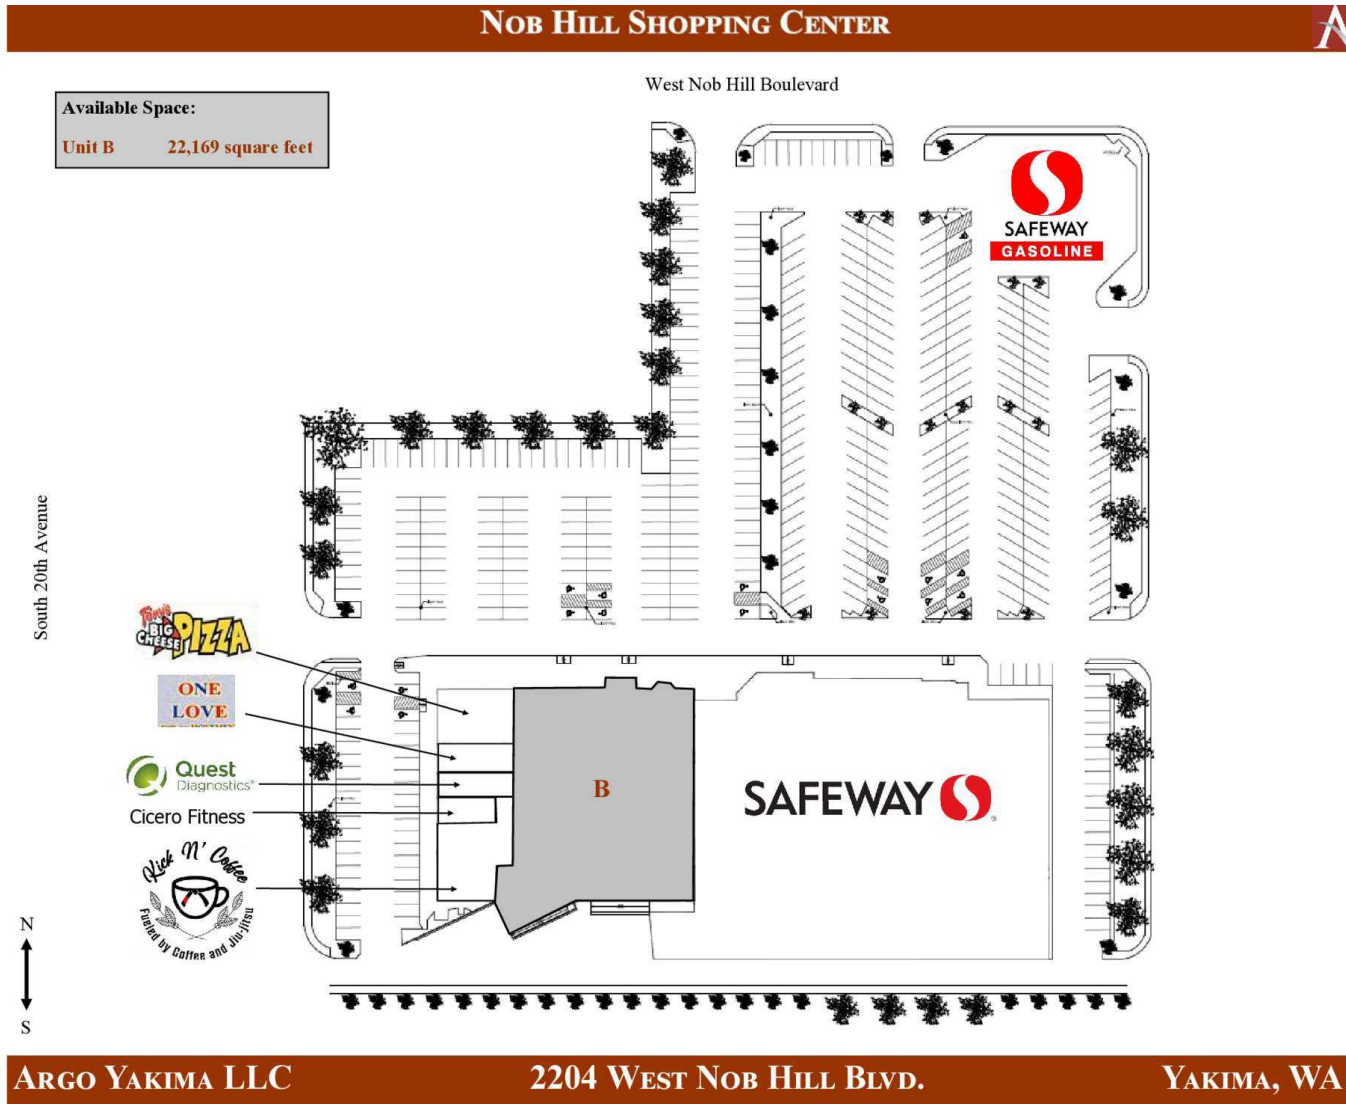 NOB HILL SHOPPING CENTER
West Nob Hill Boulevard
Available Space:
Unit B 22,169 square feet
SAFEWAY
GASOLINE
South 20th Avenue
Tony's
BIG
CHEESE
PIZZA
ONE
LOVE
Quest
Diagnostics
Cicero Fitness
Kick N' Coffee
Fueled by Coffee and Jiu-jitsu
B
SAFEWAY
N
S
ARGO YAKIMA LLC
2204 WEST NOB HILL BLVD.
YAKIMA, WA